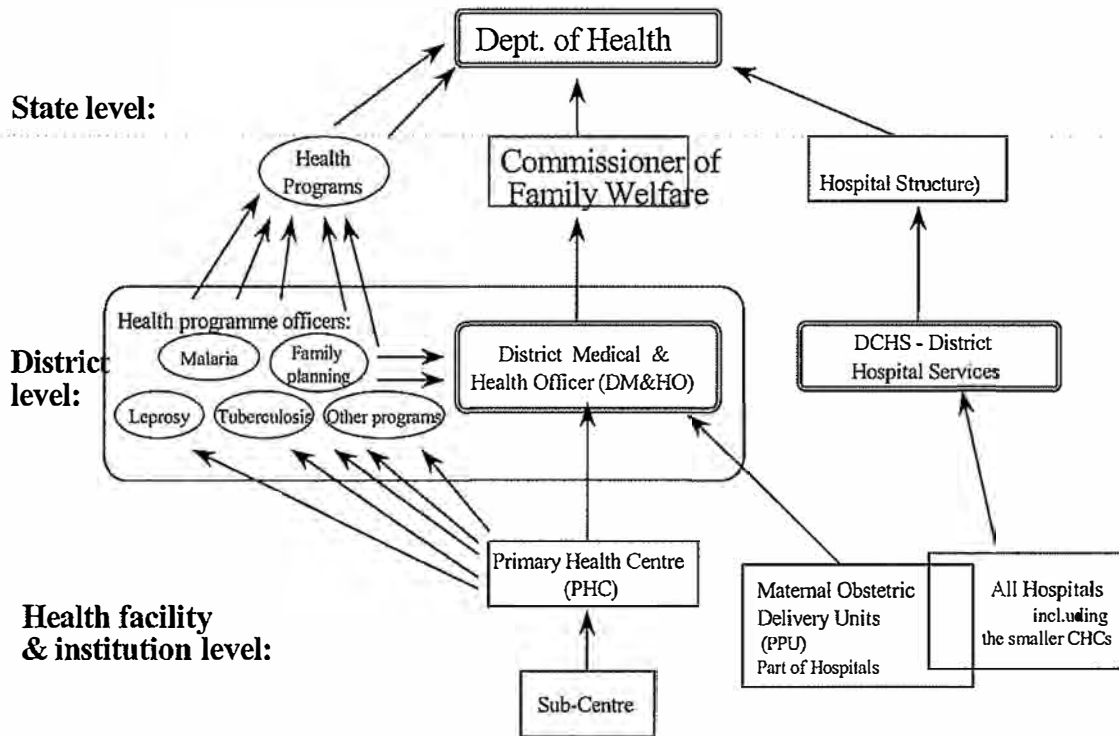 Dept. of Health
State level:
Health
Programs
Commissioner of
Family Welfare
Hospital Structure)
Health programme officers:
Malaria
Family
planning
Leprosy
Tuberculosis
Other programs
District
level:
District Medical &
Health Officer (DM&HO)
DCHS - District
Hospital Services
Primary Health Centre
(PHC)
Maternal Obstetric
Delivery Units
(PPU)
Part of Hospitals
All Hospitals
incl.uding
the smaller CHCs
Health facility
& institution level:
Sub-Centre